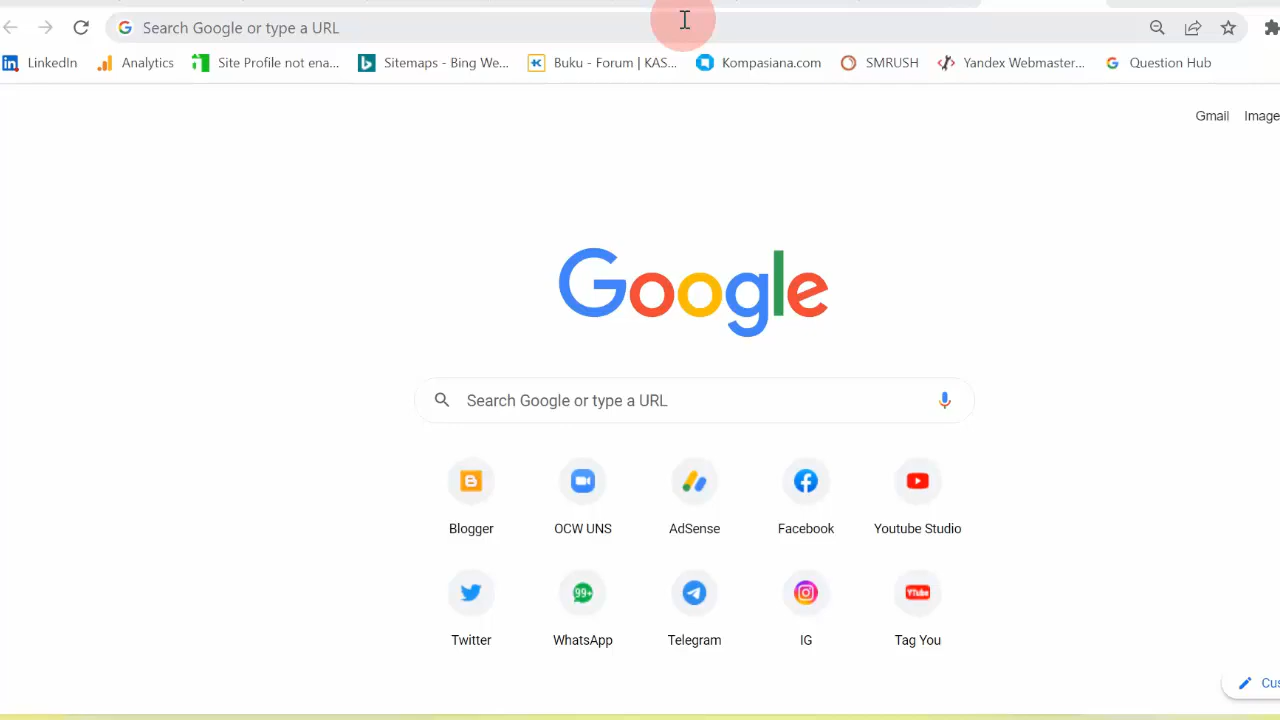 Search Google or type a URL
LinkedIn Analytics Site Profile not ena... Sitemaps - Bing We... Buku - Forum | KAS... Kompasiana.com SMRUSH Yandex Webmaster... Question Hub
Gmail Image
Google
Search Google or type a URL
Blogger OCW UNS AdSense Facebook Youtube Studio
99+ YTube
Twitter WhatsApp Telegram IG Tag You
Cus